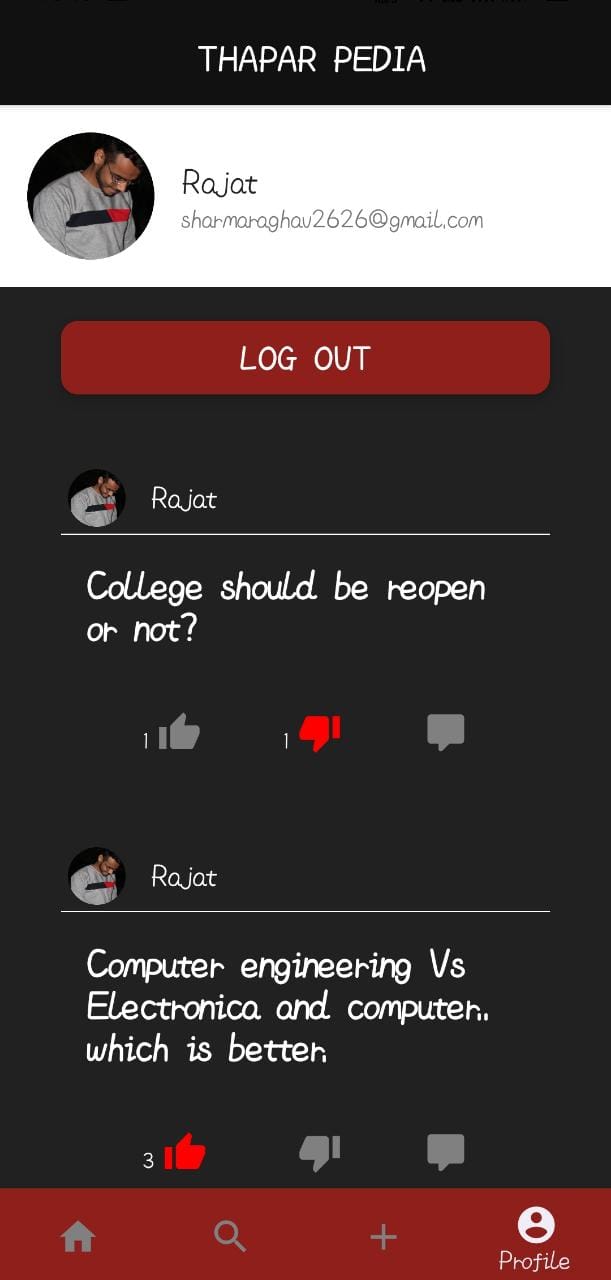 THAPAR PEDIA
Rajat
sharmaraghav2626@gmail.com
LOG OUT
Rajat
College should be reopen
or not?
1
1
Rajat
Computer engineering Vs
Electronica and computer..
which is better.
3
Profile